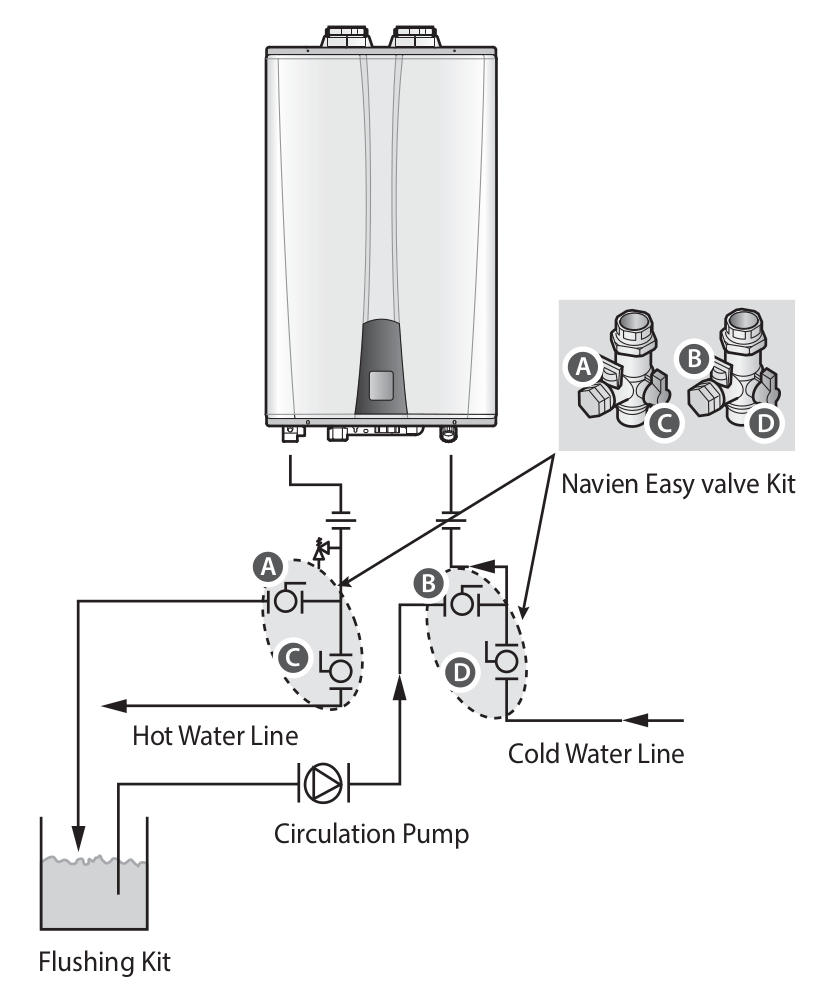 A
B
C
D
Navien Easy valve Kit
A
B
C
D
Hot Water Line
Cold Water Line
Circulation Pump
Flushing Kit